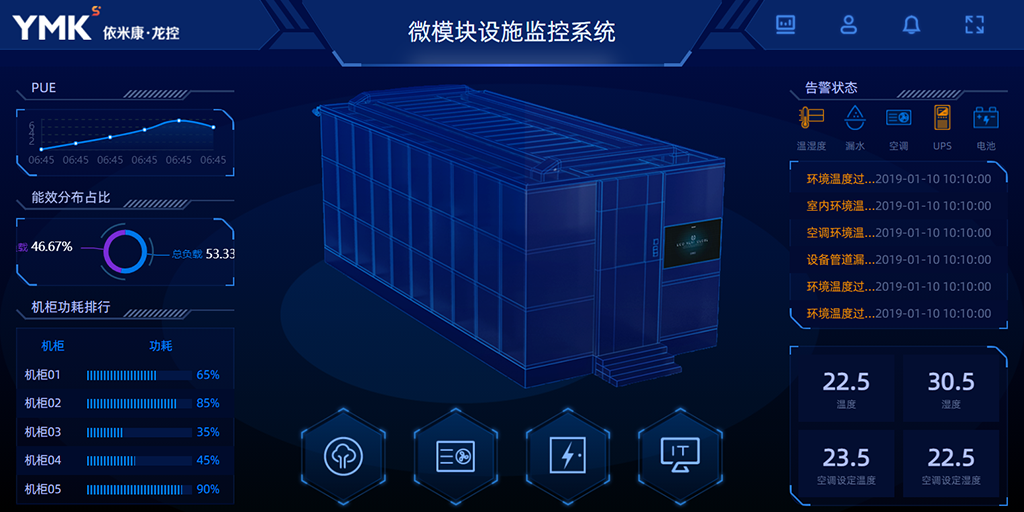 YMKS 依米康·龙控
微模块设施监控系统
PUE
6
4
2
06:45 06:45 06:45 06:45 06:45 06:45
能效分布占比
载 46.67%
总负载 53.33
机柜功耗排行
机柜 功耗
机柜01 65%
机柜02 85%
机柜03 35%
机柜04 45%
机柜05 90%
IT
告警状态
温湿度 漏水 空调 UPS 电池
环境温度过...2019-01-10 10:10:00
室内环境温...2019-01-10 10:10:00
空调环境温...2019-01-10 10:10:00
设备管道漏...2019-01-10 10:10:00
环境温度过...2019-01-10 10:10:00
环境温度过...2019-01-10 10:10:00
22.5 30.5
温度 湿度
23.5 22.5
空调设定温度 空调设定湿度